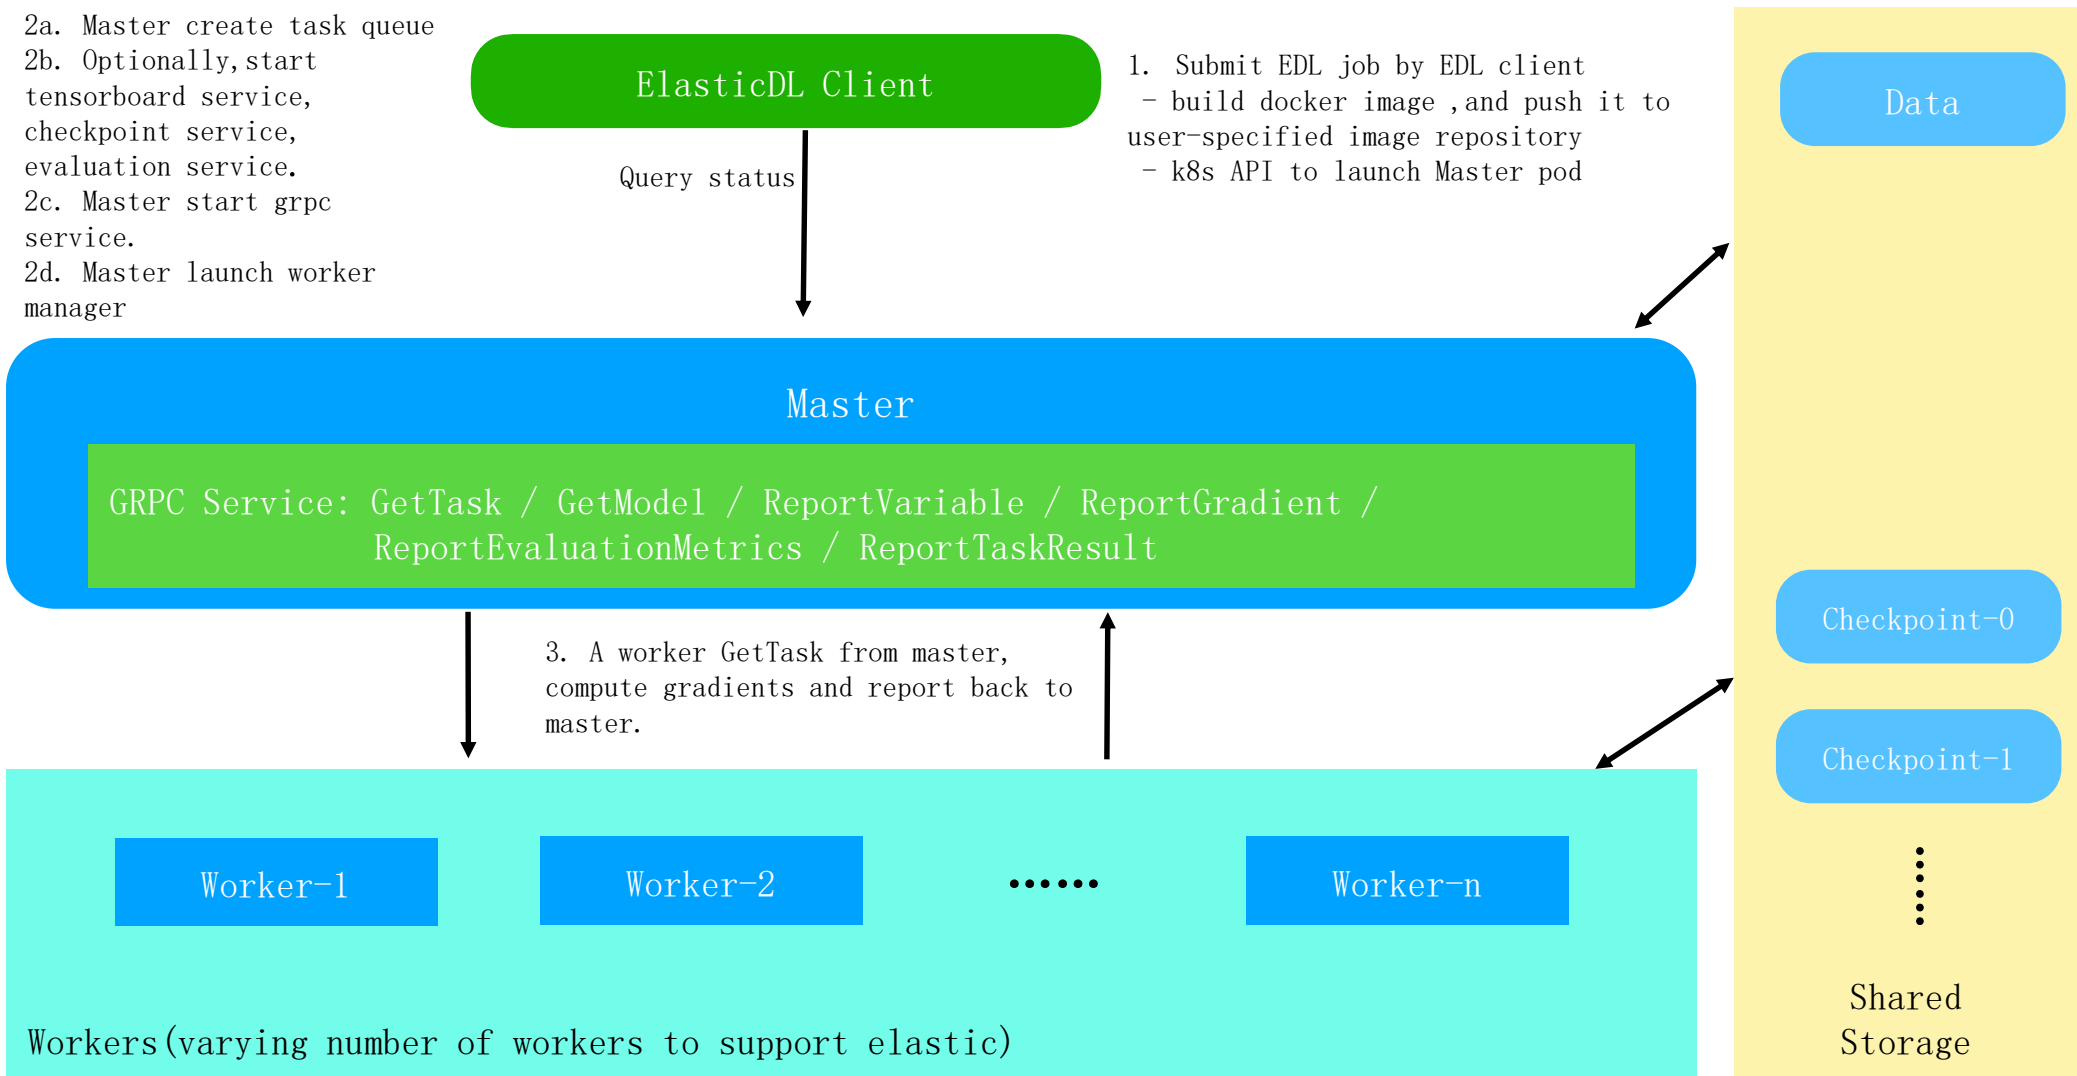 2a. Master create task queue
2b. Optionally,start
tensorboard service,
checkpoint service,
evaluation service.
2c. Master start grpc
service.
2d. Master launch worker
manager
ElasticDL Client
Query status
1. Submit EDL job by EDL client
- build docker image ,and push it to
user-specified image repository
- k8s API to launch Master pod
Data
Master
GRPC Service: GetTask / GetModel / ReportVariable / ReportGradient /
ReportEvaluationMetrics / ReportTaskResult
3. A worker GetTask from master,
compute gradients and report back to
master.
Checkpoint-0
Checkpoint-1
Worker-1
Worker-2
......
Worker-n
Workers(varying number of workers to support elastic)
Shared
Storage